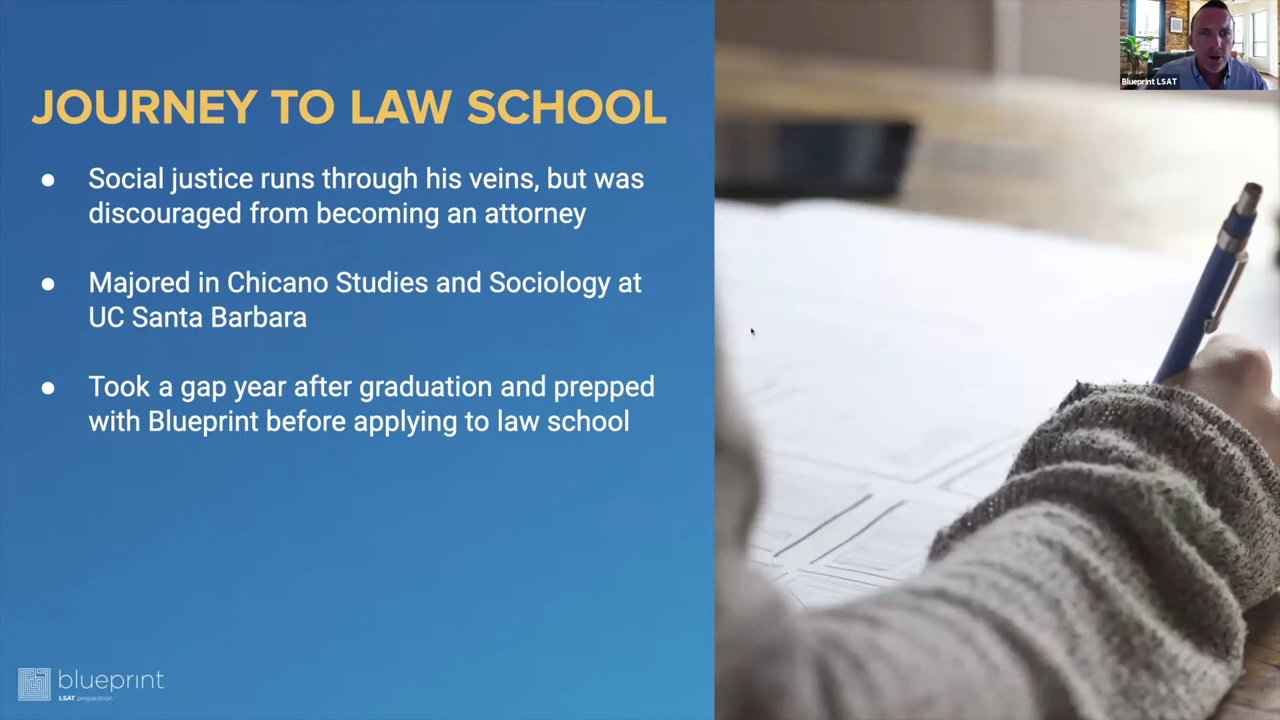 Blueprint LSAT
JOURNEY TO LAW SCHOOL
● Social justice runs through his veins, but was
discouraged from becoming an attorney
● Majored in Chicano Studies and Sociology at
UC Santa Barbara
● Took a gap year after graduation and prepped
with Blueprint before applying to law school
blueprint
LSAT preparation